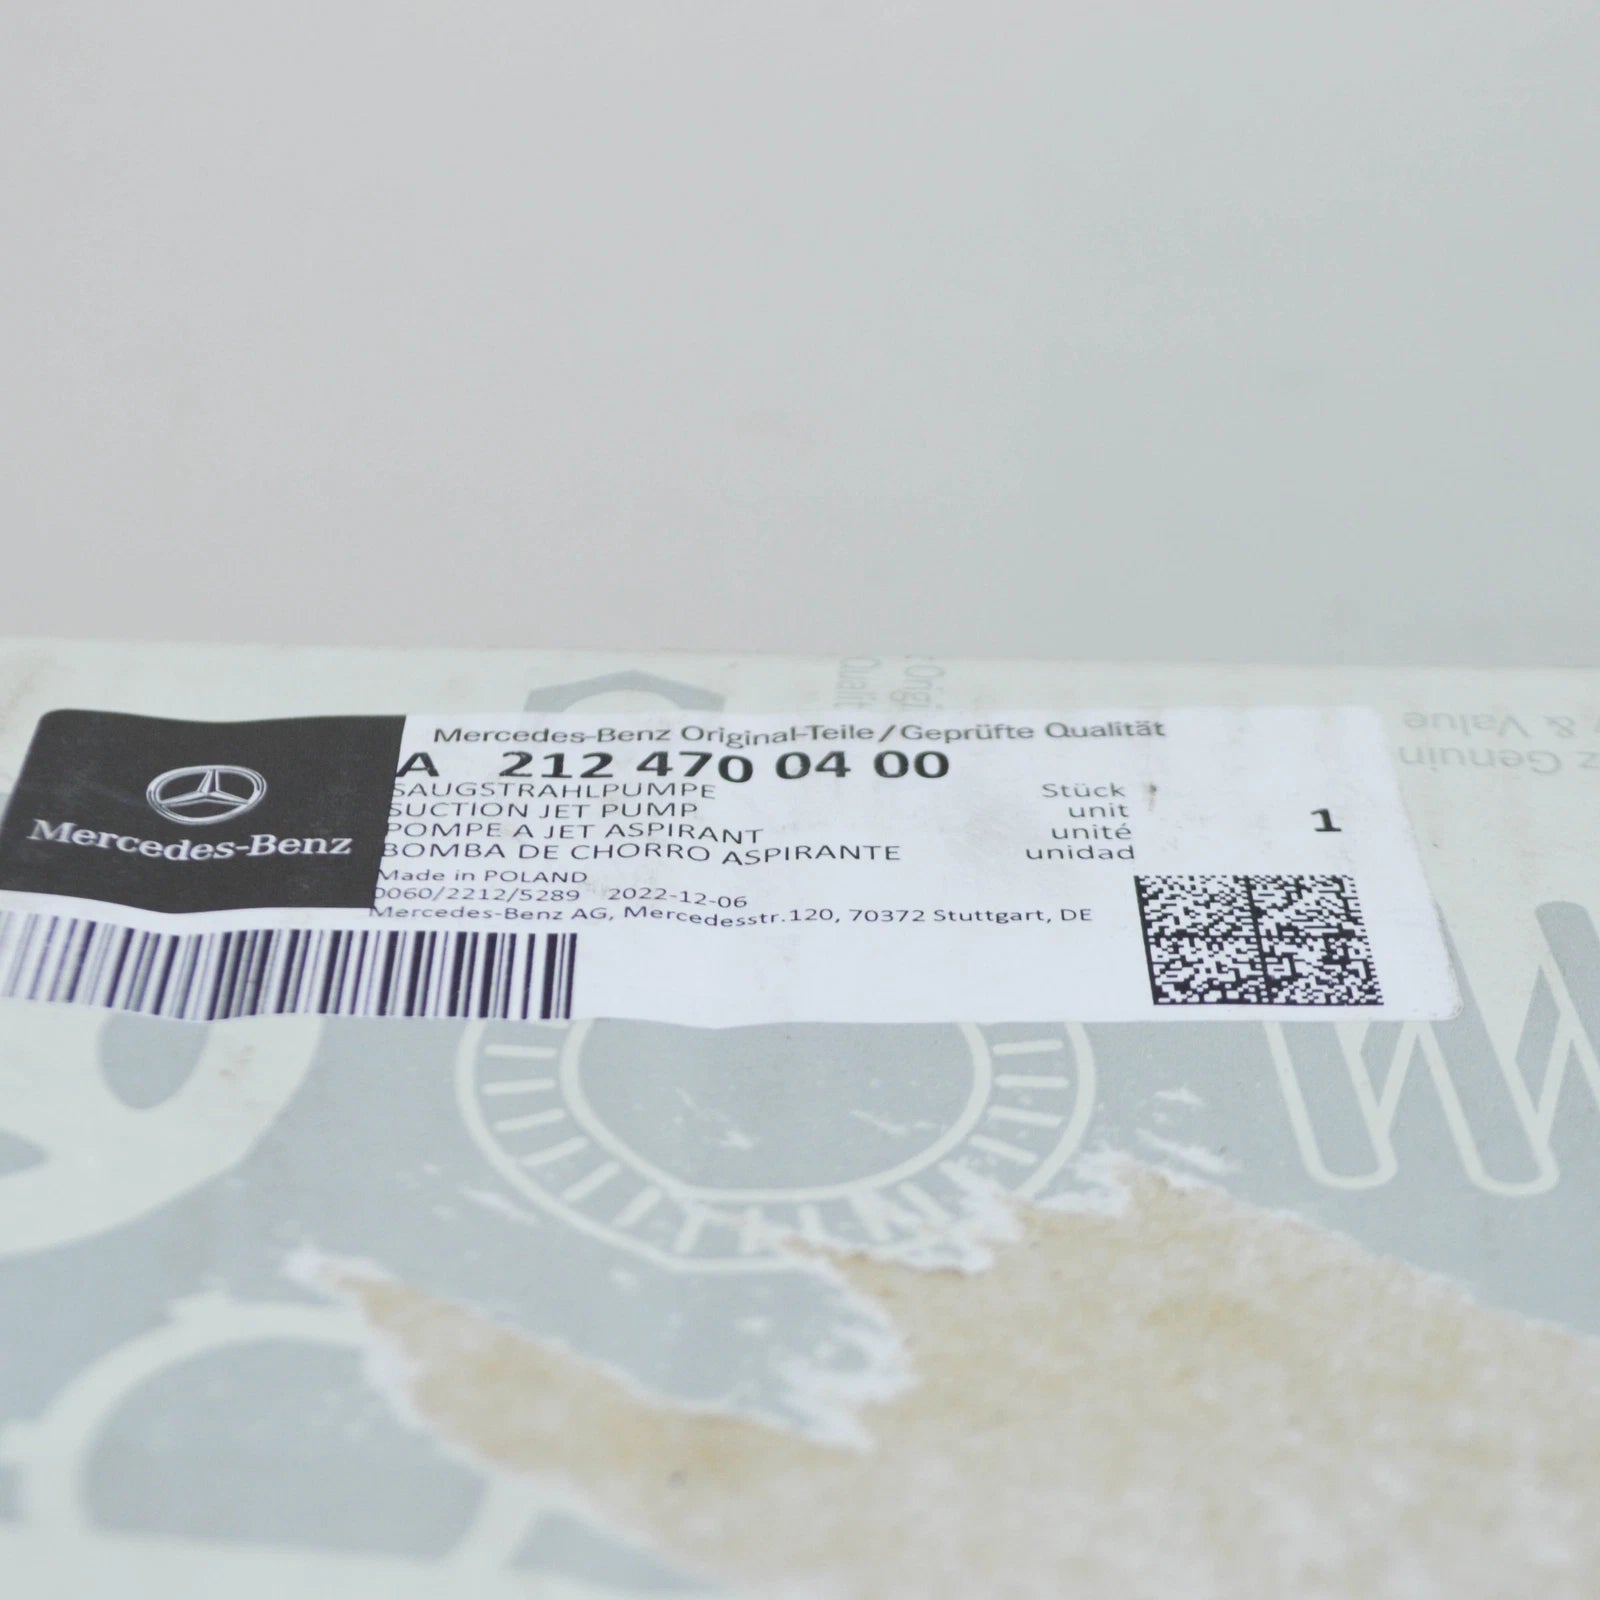 Mercedes-Benz Original-Teile/Geprüfte Qualität
A 212 470 04 00
SAUGSTRAHLPUMPE Stück
SUCTION JET PUMP unit 1
POMPE A JET ASPIRANT unité
BOMBA DE CHORRO ASPIRANTE unidad
Made in POLAND
0060/2212/5289 2022-12-06
Mercedes-Benz AG, Mercedesstr.120, 70372 Stuttgart, DE
Mercedes-Benz
& Value
z Genuin